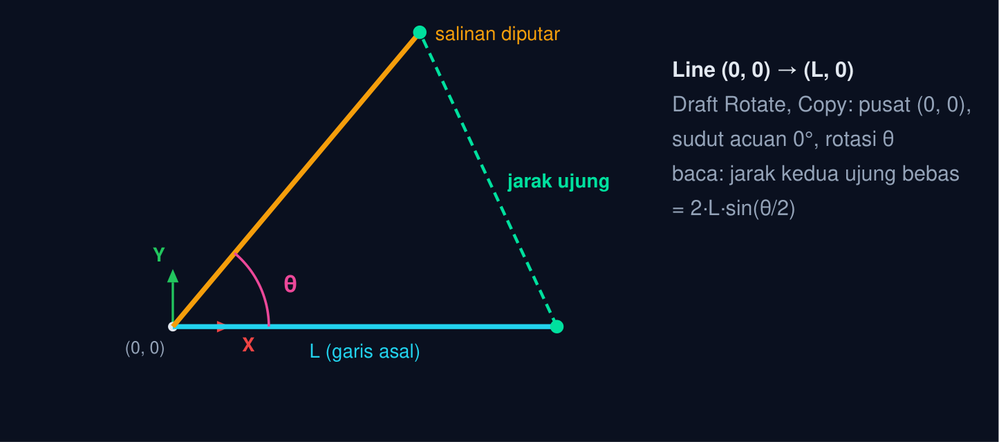 salinan diputar
Line (0, 0) → (L, 0)
Draft Rotate, Copy: pusat (0, 0),
sudut acuan 0°, rotasi θ
baca: jarak kedua ujung bebas
= 2·L·sin(θ/2)
jarak ujung
Y
θ
(0, 0)
X
L (garis asal)